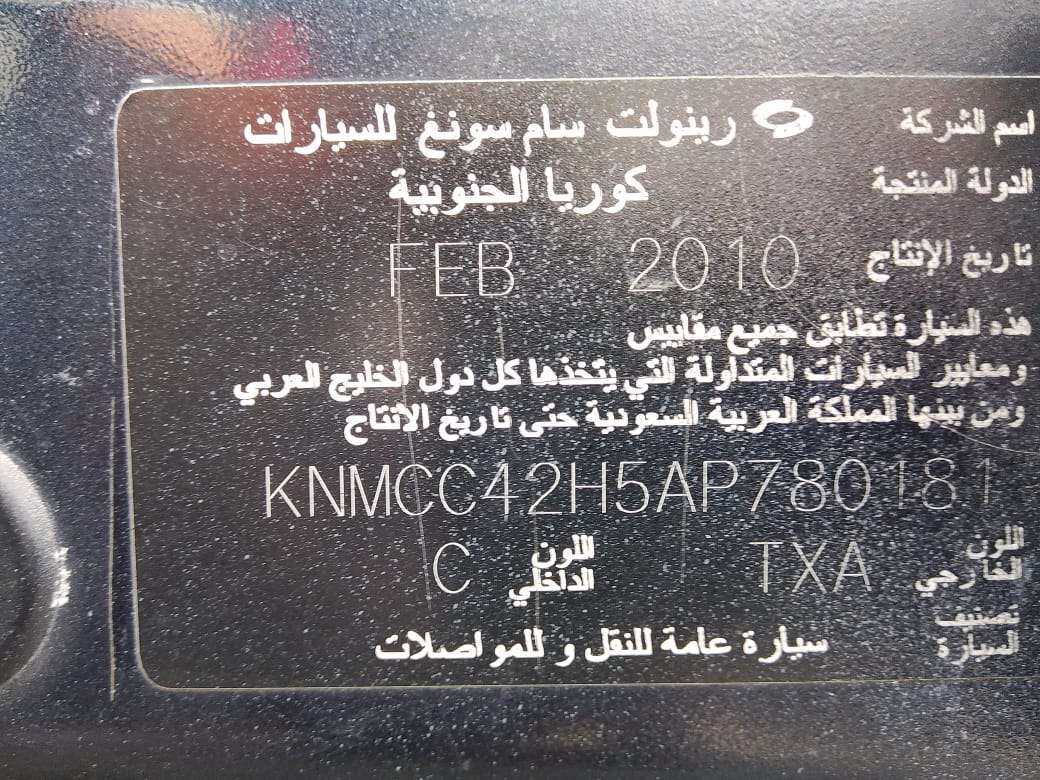 اسم الشركة رينولت سام سونغ للسيارات
الدولة المنتجة كوريا الجنوبية
تاريخ الإنتاج FEB 2010
هذه السيارة تطابق جميع مقاييس
ومعايير السيارات المتداولة التي يتخذها كل دول الخليج العربي
ومن بينها المملكة العربية السعودية حتى تاريخ الانتاج
KNMCC42H5AP780181
اللون الخارجي TXA اللون الداخلي C
تصنيف السيارة سيارة عامة للنقل و للمواصلات